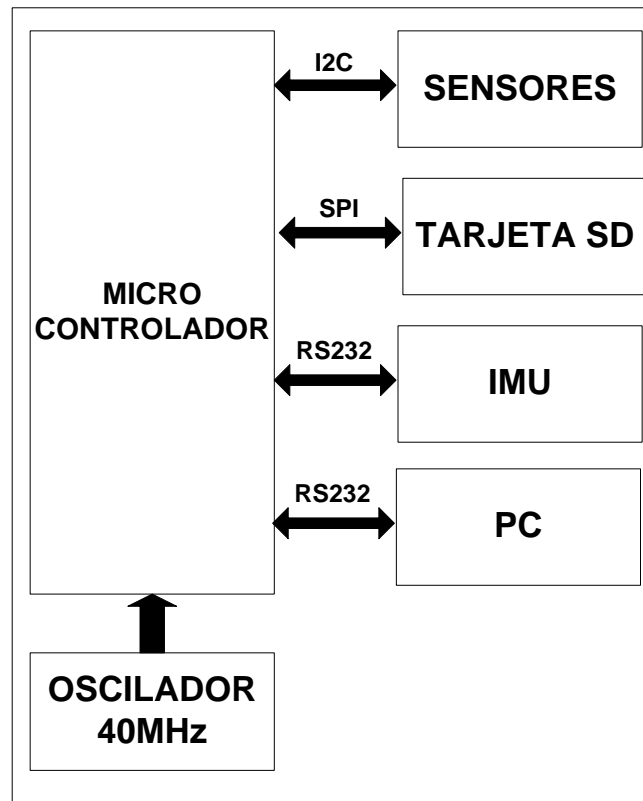 I2C
SENSORES
SPI
TARJETA SD
MICRO
CONTROLADOR
RS232
IMU
RS232
PC
OSCILADOR
40MHz